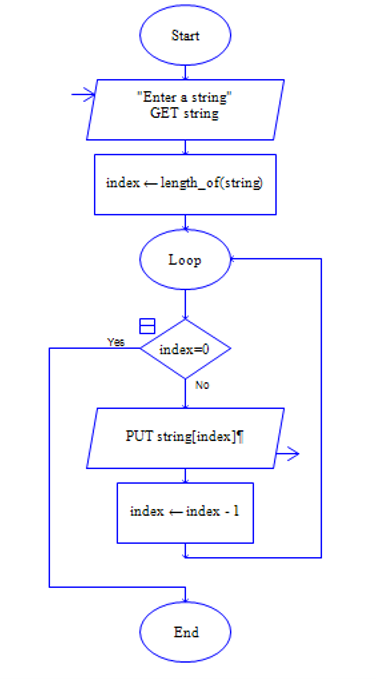 Start
"Enter a string"
GET string
index ← length_of(string)
Loop
Yes
index=0
No
PUT string[index]¶
index ← index - 1
End